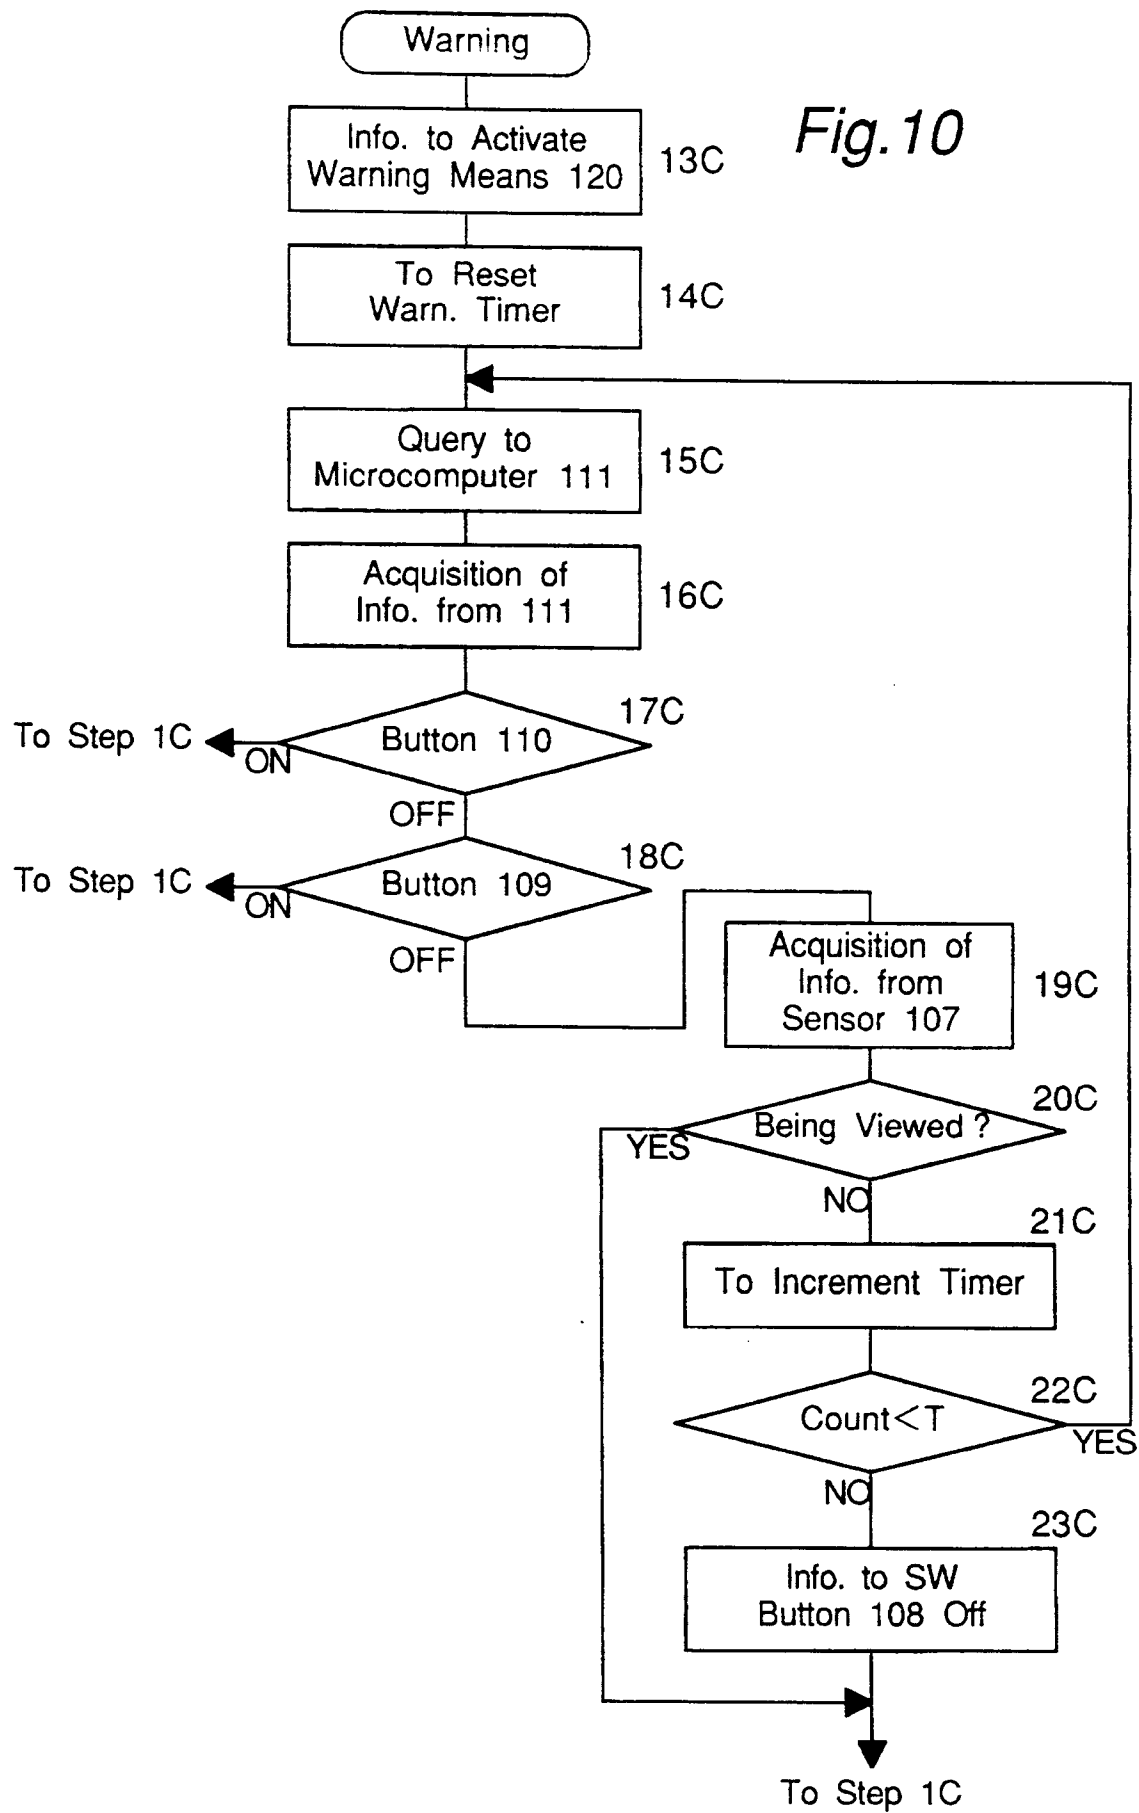 Warning
Fig.10
Info. to Activate
Warning Means 120
13C
To Reset
Warn. Timer
14C
Query to
Microcomputer 111
15C
Acquisition of
Info. from 111
16C
17C
To Step 1C
ON
Button 110
OFF
18C
To Step 1C
ON
Button 109
OFF
Acquisition of
Info. from
Sensor 107
19C
20C
Being Viewed ?
YES
NO
21C
To Increment Timer
22C
Count<T
YES
NO
23C
Info. to SW
Button 108 Off
To Step 1C